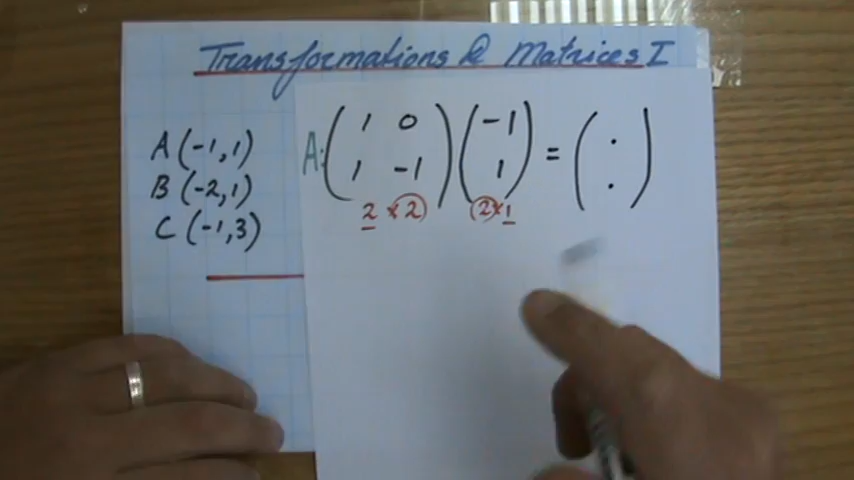 Transformations & Matrices I
A (-1, 1)
B (-2, 1)
C (-1, 3)
A: ( 1 0 ) ( -1 ) = ( . )
( 1 -1 ) ( 1 ) ( . )
2 × 2 2 × 1